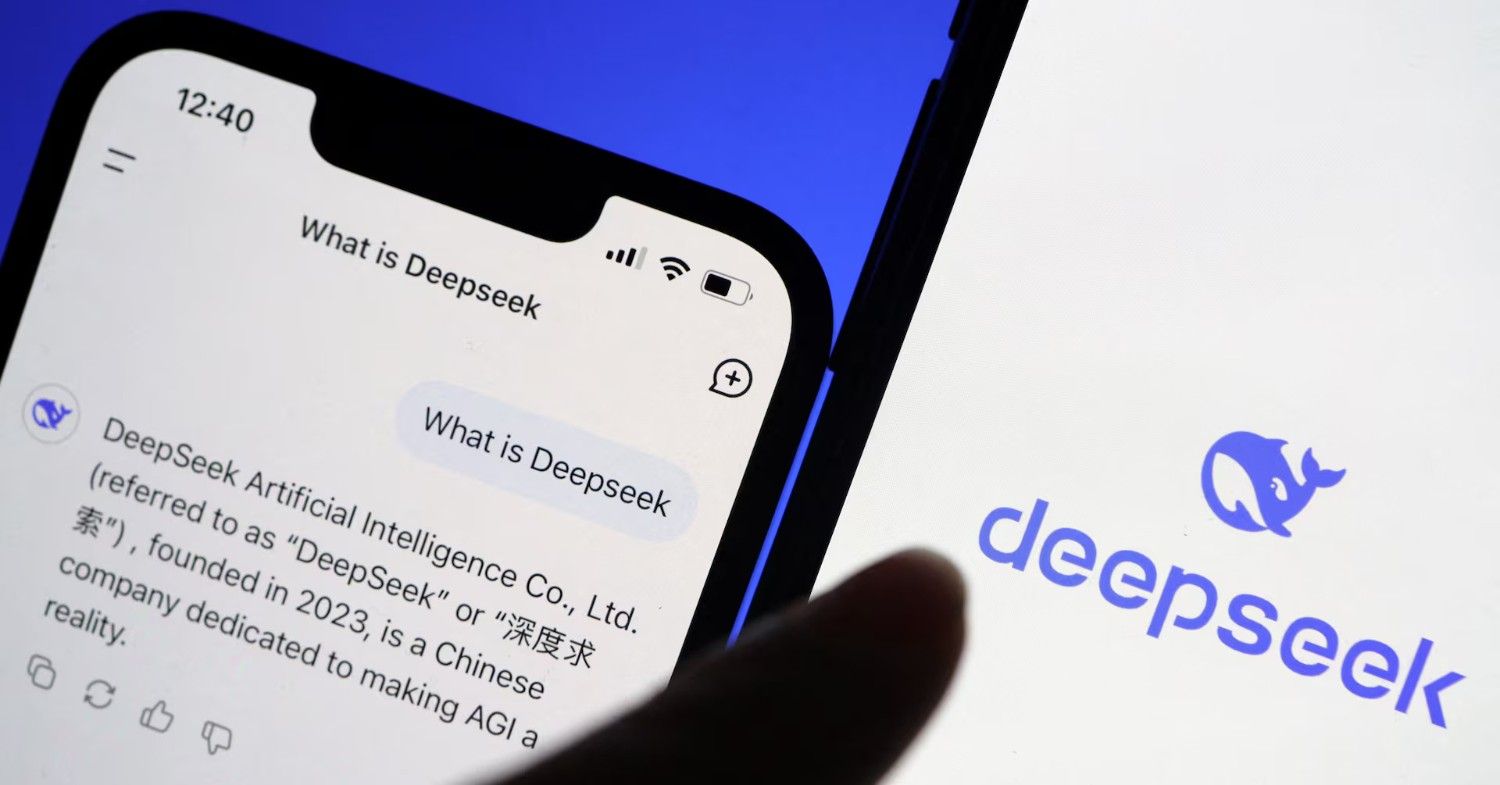 12:40
What is Deepseek
What is Deepseek
DeepSeek Artificial Intelligence Co., Ltd.
(referred to as “DeepSeek” or “深度求
索”) , founded in 2023, is a Chinese
company dedicated to making AGI a
reality.
deepseek